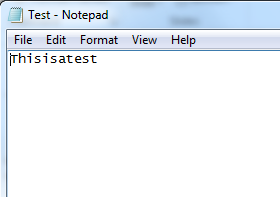 Test - Notepad
File Edit Format View Help
Thisisatest